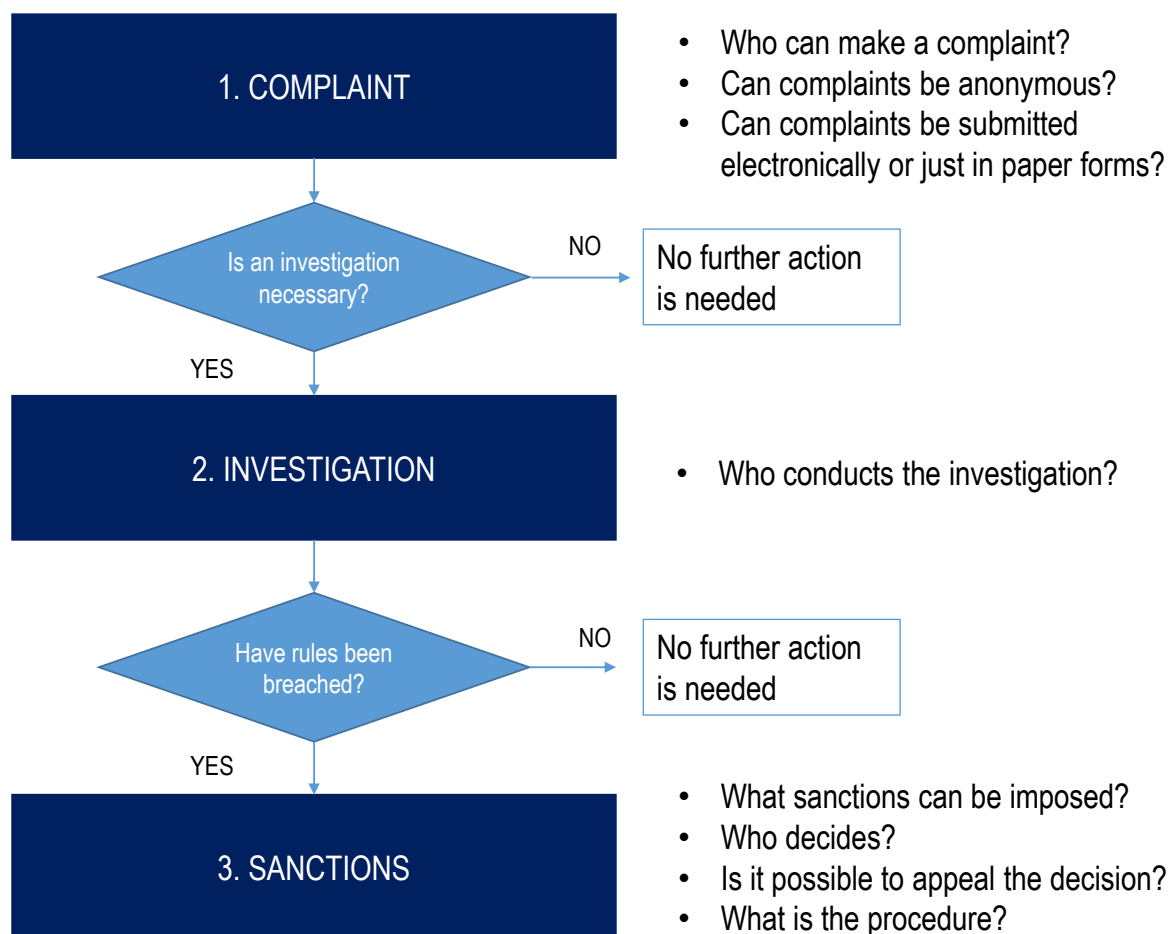 1. COMPLAINT
• Who can make a complaint?
• Can complaints be anonymous?
• Can complaints be submitted
electronically or just in paper forms?
Is an investigation
necessary?
NO
No further action
is needed
YES
2. INVESTIGATION
• Who conducts the investigation?
Have rules been
breached?
NO
No further action
is needed
YES
3. SANCTIONS
• What sanctions can be imposed?
• Who decides?
• Is it possible to appeal the decision?
• What is the procedure?